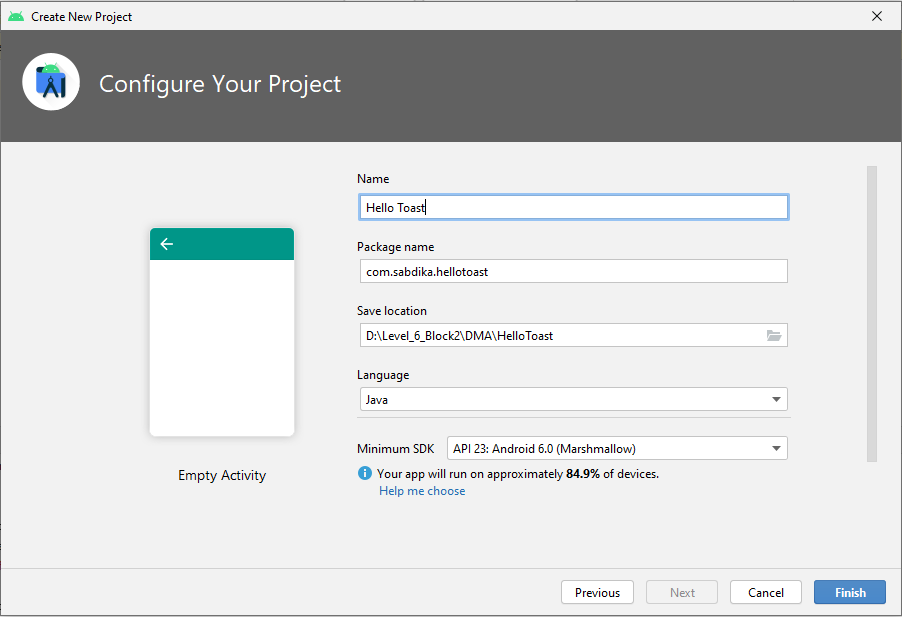 Create New Project
Configure Your Project
Name
Hello Toast
Package name
com.sabdika.hellotoast
Save location
D:\Level_6_Block2\DMA\HelloToast
Language
Java
Minimum SDK API 23: Android 6.0 (Marshmallow)
Your app will run on approximately 84.9% of devices.
Help me choose
Empty Activity
Previous Next Cancel Finish